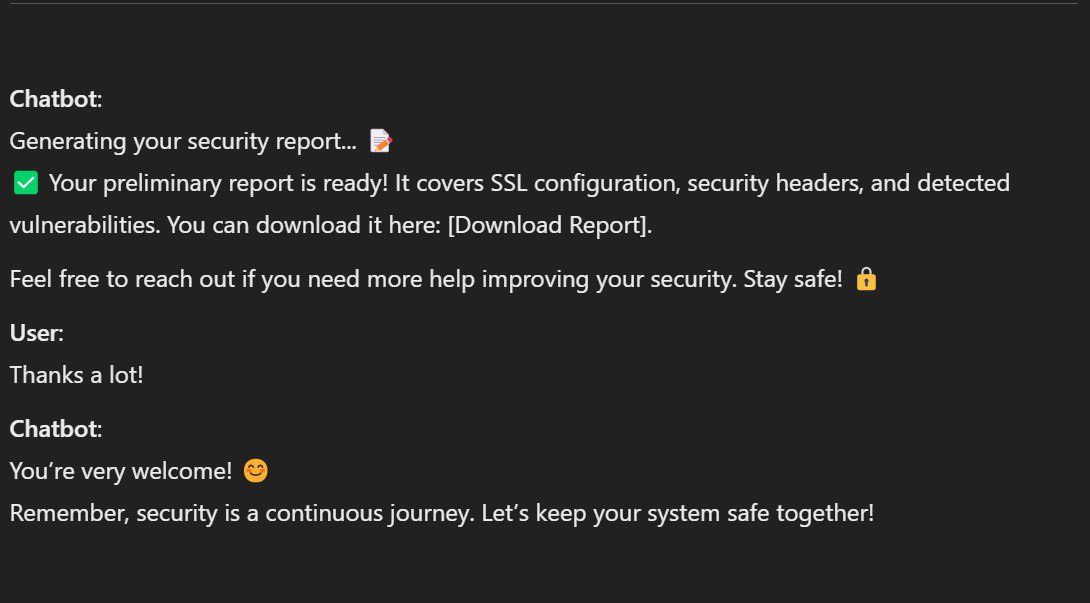 Chatbot:
Generating your security report... 📝
✅ Your preliminary report is ready! It covers SSL configuration, security headers, and detected
vulnerabilities. You can download it here: [Download Report].
Feel free to reach out if you need more help improving your security. Stay safe! 🔒
User:
Thanks a lot!
Chatbot:
You’re very welcome! 😊
Remember, security is a continuous journey. Let’s keep your system safe together!